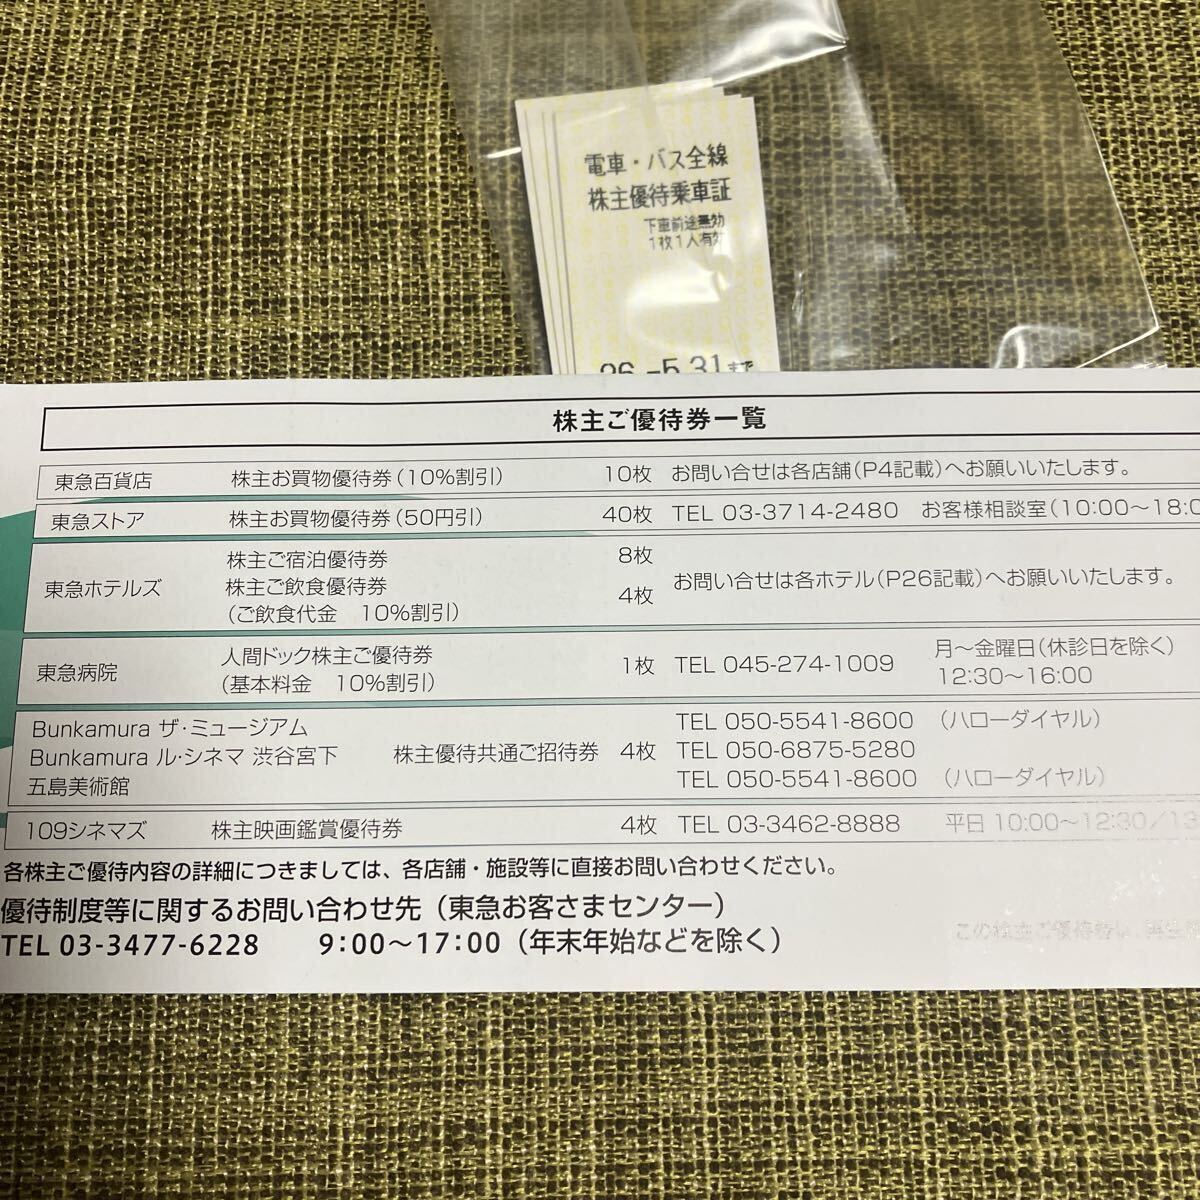 電車・バス全線
株主優待乗車証
下車前途無効
1枚1人有効
26.-5.31まで
株主ご優待券一覧
東急百貨店 株主お買物優待券(10%割引) 10枚 お問い合せは各店舗(P4記載)へお願いいたします。
東急ストア 株主お買物優待券(50円引) 40枚 TEL 03-3714-2480 お客様相談室(10:00〜18:0
東急ホテルズ 株主ご宿泊優待券 8枚
株主ご飲食優待券
(ご飲食代金 10%割引) 4枚 お問い合せは各ホテル(P26記載)へお願いいたします。
東急病院 人間ドック株主ご優待券
(基本料金 10%割引) 1枚 TEL 045-274-1009 月〜金曜日(休診日を除く)
12:30〜16:00
Bunkamura ザ・ミュージアム TEL 050-5541-8600 (ハローダイヤル)
Bunkamura ル・シネマ 渋谷宮下 株主優待共通ご招待券 4枚 TEL 050-6875-5280
五島美術館 TEL 050-5541-8600 (ハローダイヤル)
109シネマズ 株主映画鑑賞優待券 4枚 TEL 03-3462-8888 平日 10:00〜12:30/13
各株主ご優待内容の詳細につきましては、各店舗・施設等に直接お問い合わせください。
優待制度等に関するお問い合わせ先(東急お客さまセンター)
TEL 03-3477-6228 9:00〜17:00(年末年始などを除く)
この株主ご優待券は、再生